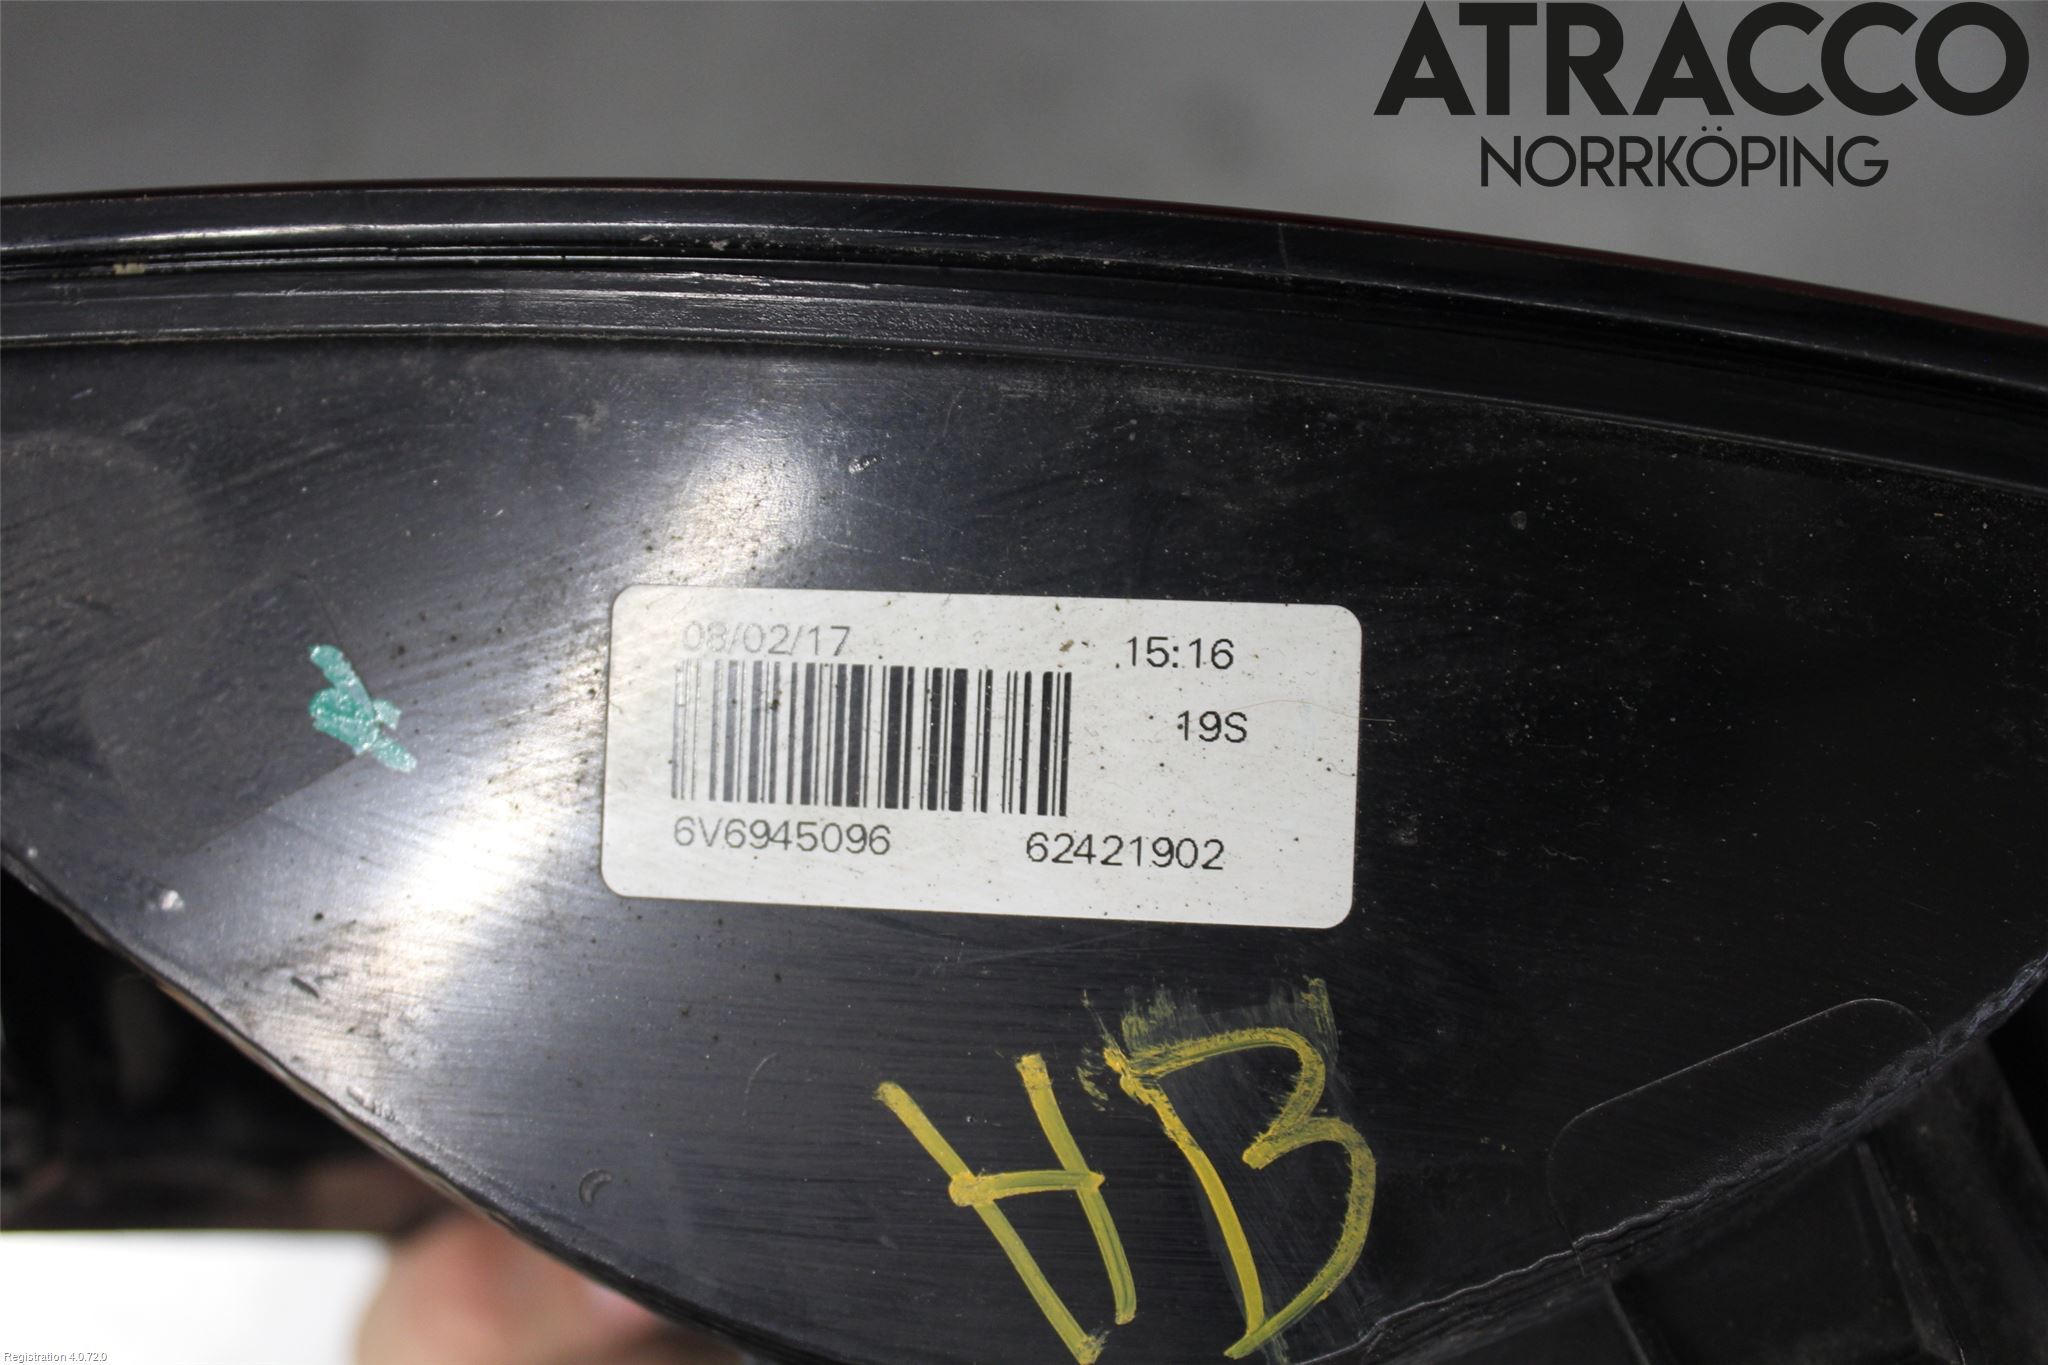 ATRACCO
NORRKÖPING
08/02/17 15:16
19S
6V6945096 62421902
HB
Registration 4.0.72.0